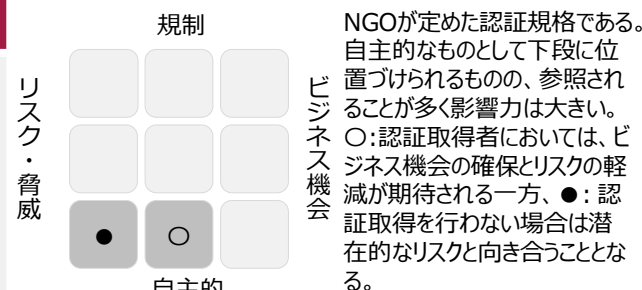 規制
リスク・脅威
ビジネス機会
●
○
自主的
NGOが定めた認証規格である。
自主的なものとして下段に位
置づけられるものの、参照され
ることが多く影響力は大きい。
○:認証取得者においては、ビ
ジネス機会の確保とリスクの軽
減が期待される一方、●：認
証取得を行わない場合は潜
在的なリスクと向き合うこととな
る。